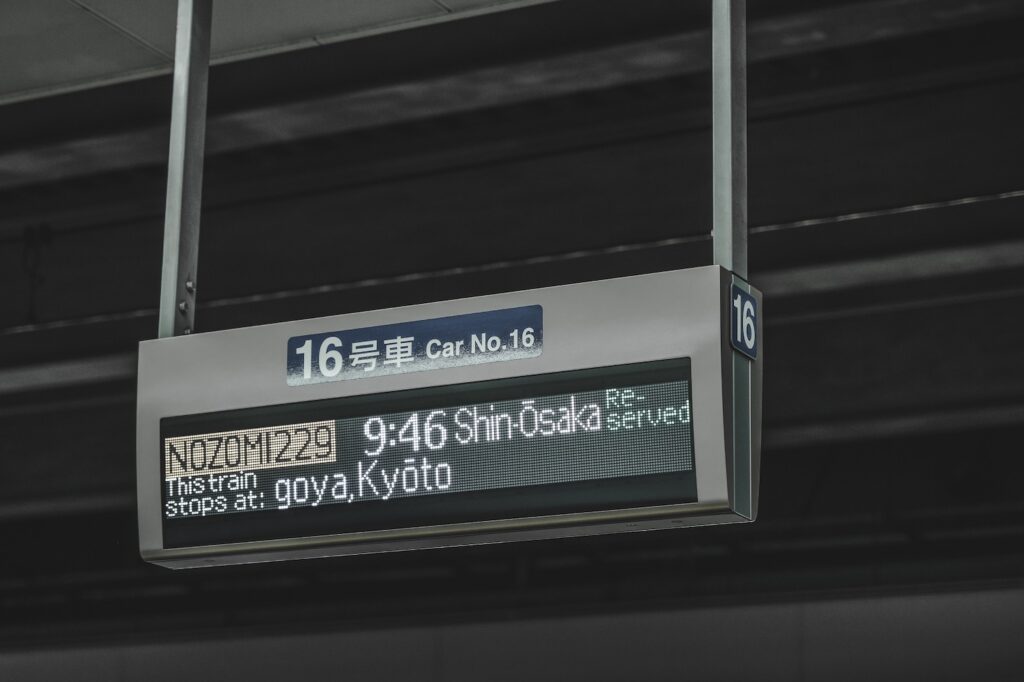 16号車 Car No.16
16
NOZOMI229 9:46 Shin-Ōsaka Re-served
This train stops at: goya,Kyōto